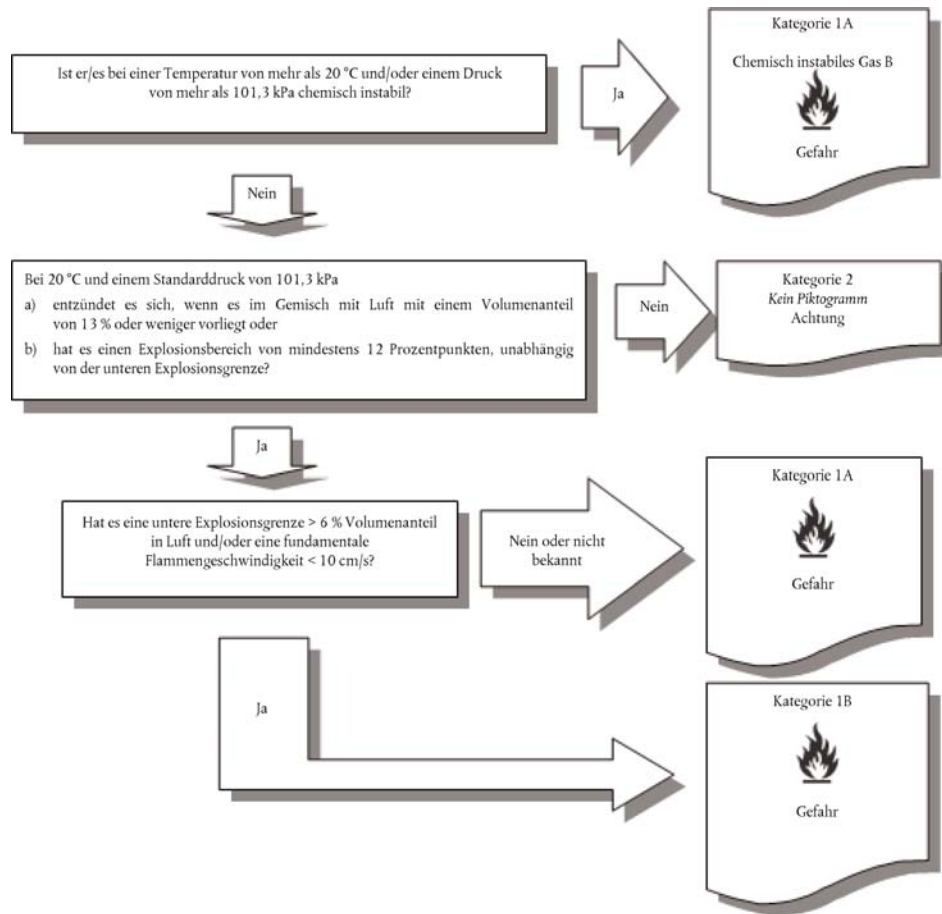 Kategorie 1A
Ist er/es bei einer Temperatur von mehr als 20 °C und/oder einem Druck
von mehr als 101,3 kPa chemisch instabil?
Ja
Chemisch instabiles Gas B
Gefahr
Nein
Bei 20 °C und einem Standarddruck von 101,3 kPa
a) entzündet es sich, wenn es im Gemisch mit Luft mit einem Volumenanteil
von 13 % oder weniger vorliegt oder
b) hat es einen Explosionsbereich von mindestens 12 Prozentpunkten, unabhängig
von der unteren Explosionsgrenze?
Nein
Kategorie 2
Kein Piktogramm
Achtung
Ja
Hat es eine untere Explosionsgrenze > 6 % Volumenanteil
in Luft und/oder eine fundamentale
Flammengeschwindigkeit < 10 cm/s?
Nein oder nicht
bekannt
Kategorie 1A
Gefahr
Ja
Kategorie 1B
Gefahr